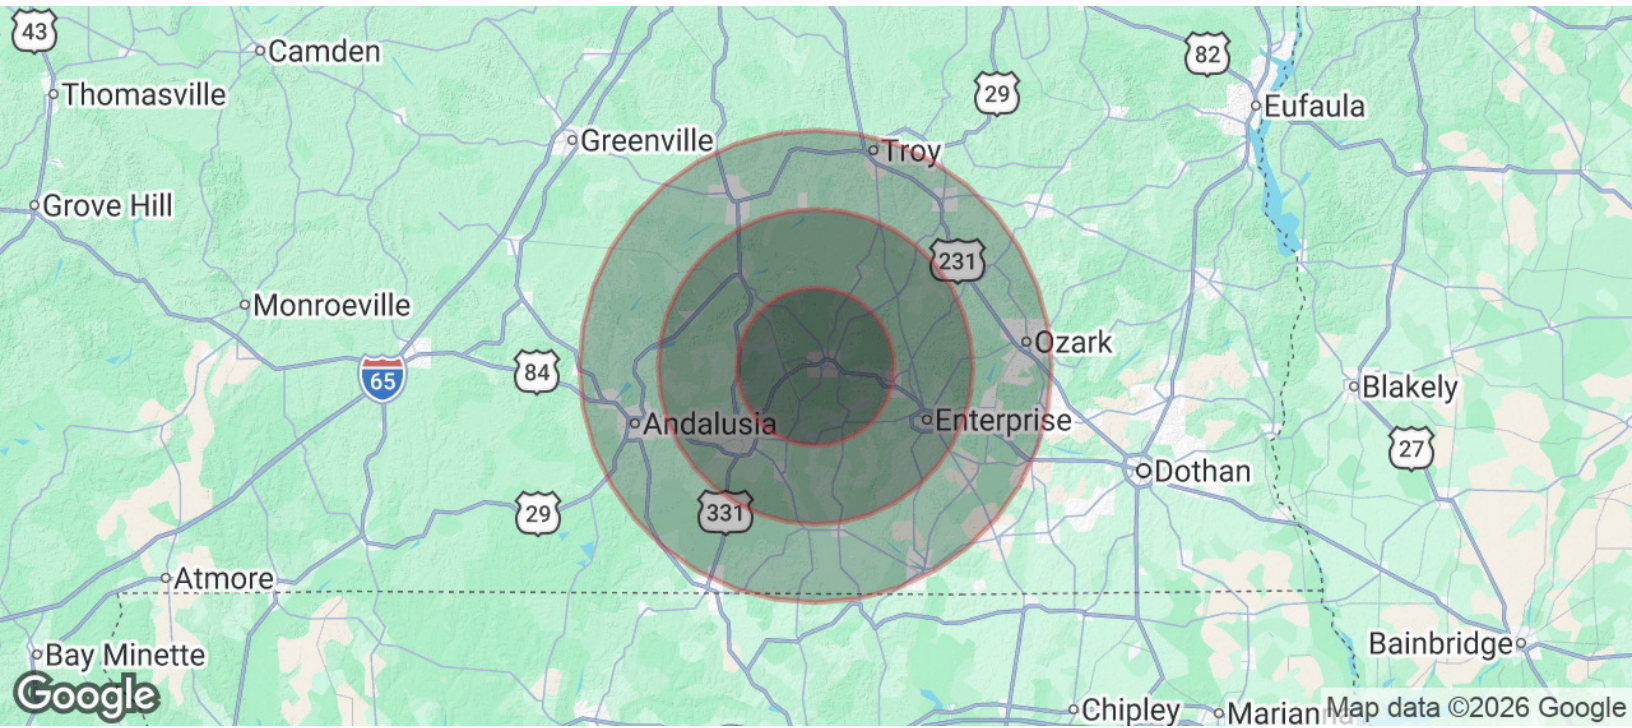 43
Camden
82
Thomasville
29
Eufaula
Greenville
Troy
Grove Hill
231
Monroeville
Ozark
84
65
Blakely
Andalusia
Enterprise
27
Dothan
29
331
Atmore
Bainbridge
Bay Minette
Google
Chipley
Marian
Map data ©2026 Google